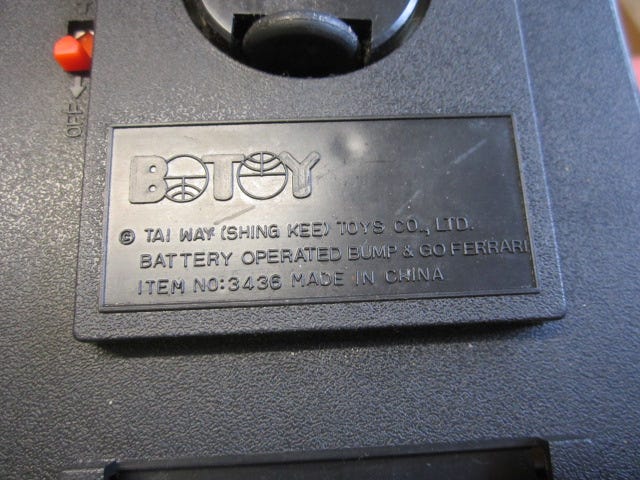 OFF
BOTOY
© TAI WAY (SHING KEE) TOYS CO., LTD.
BATTERY OPERATED BUMP & GO FERRARI
ITEM NO:3436 MADE IN CHINA